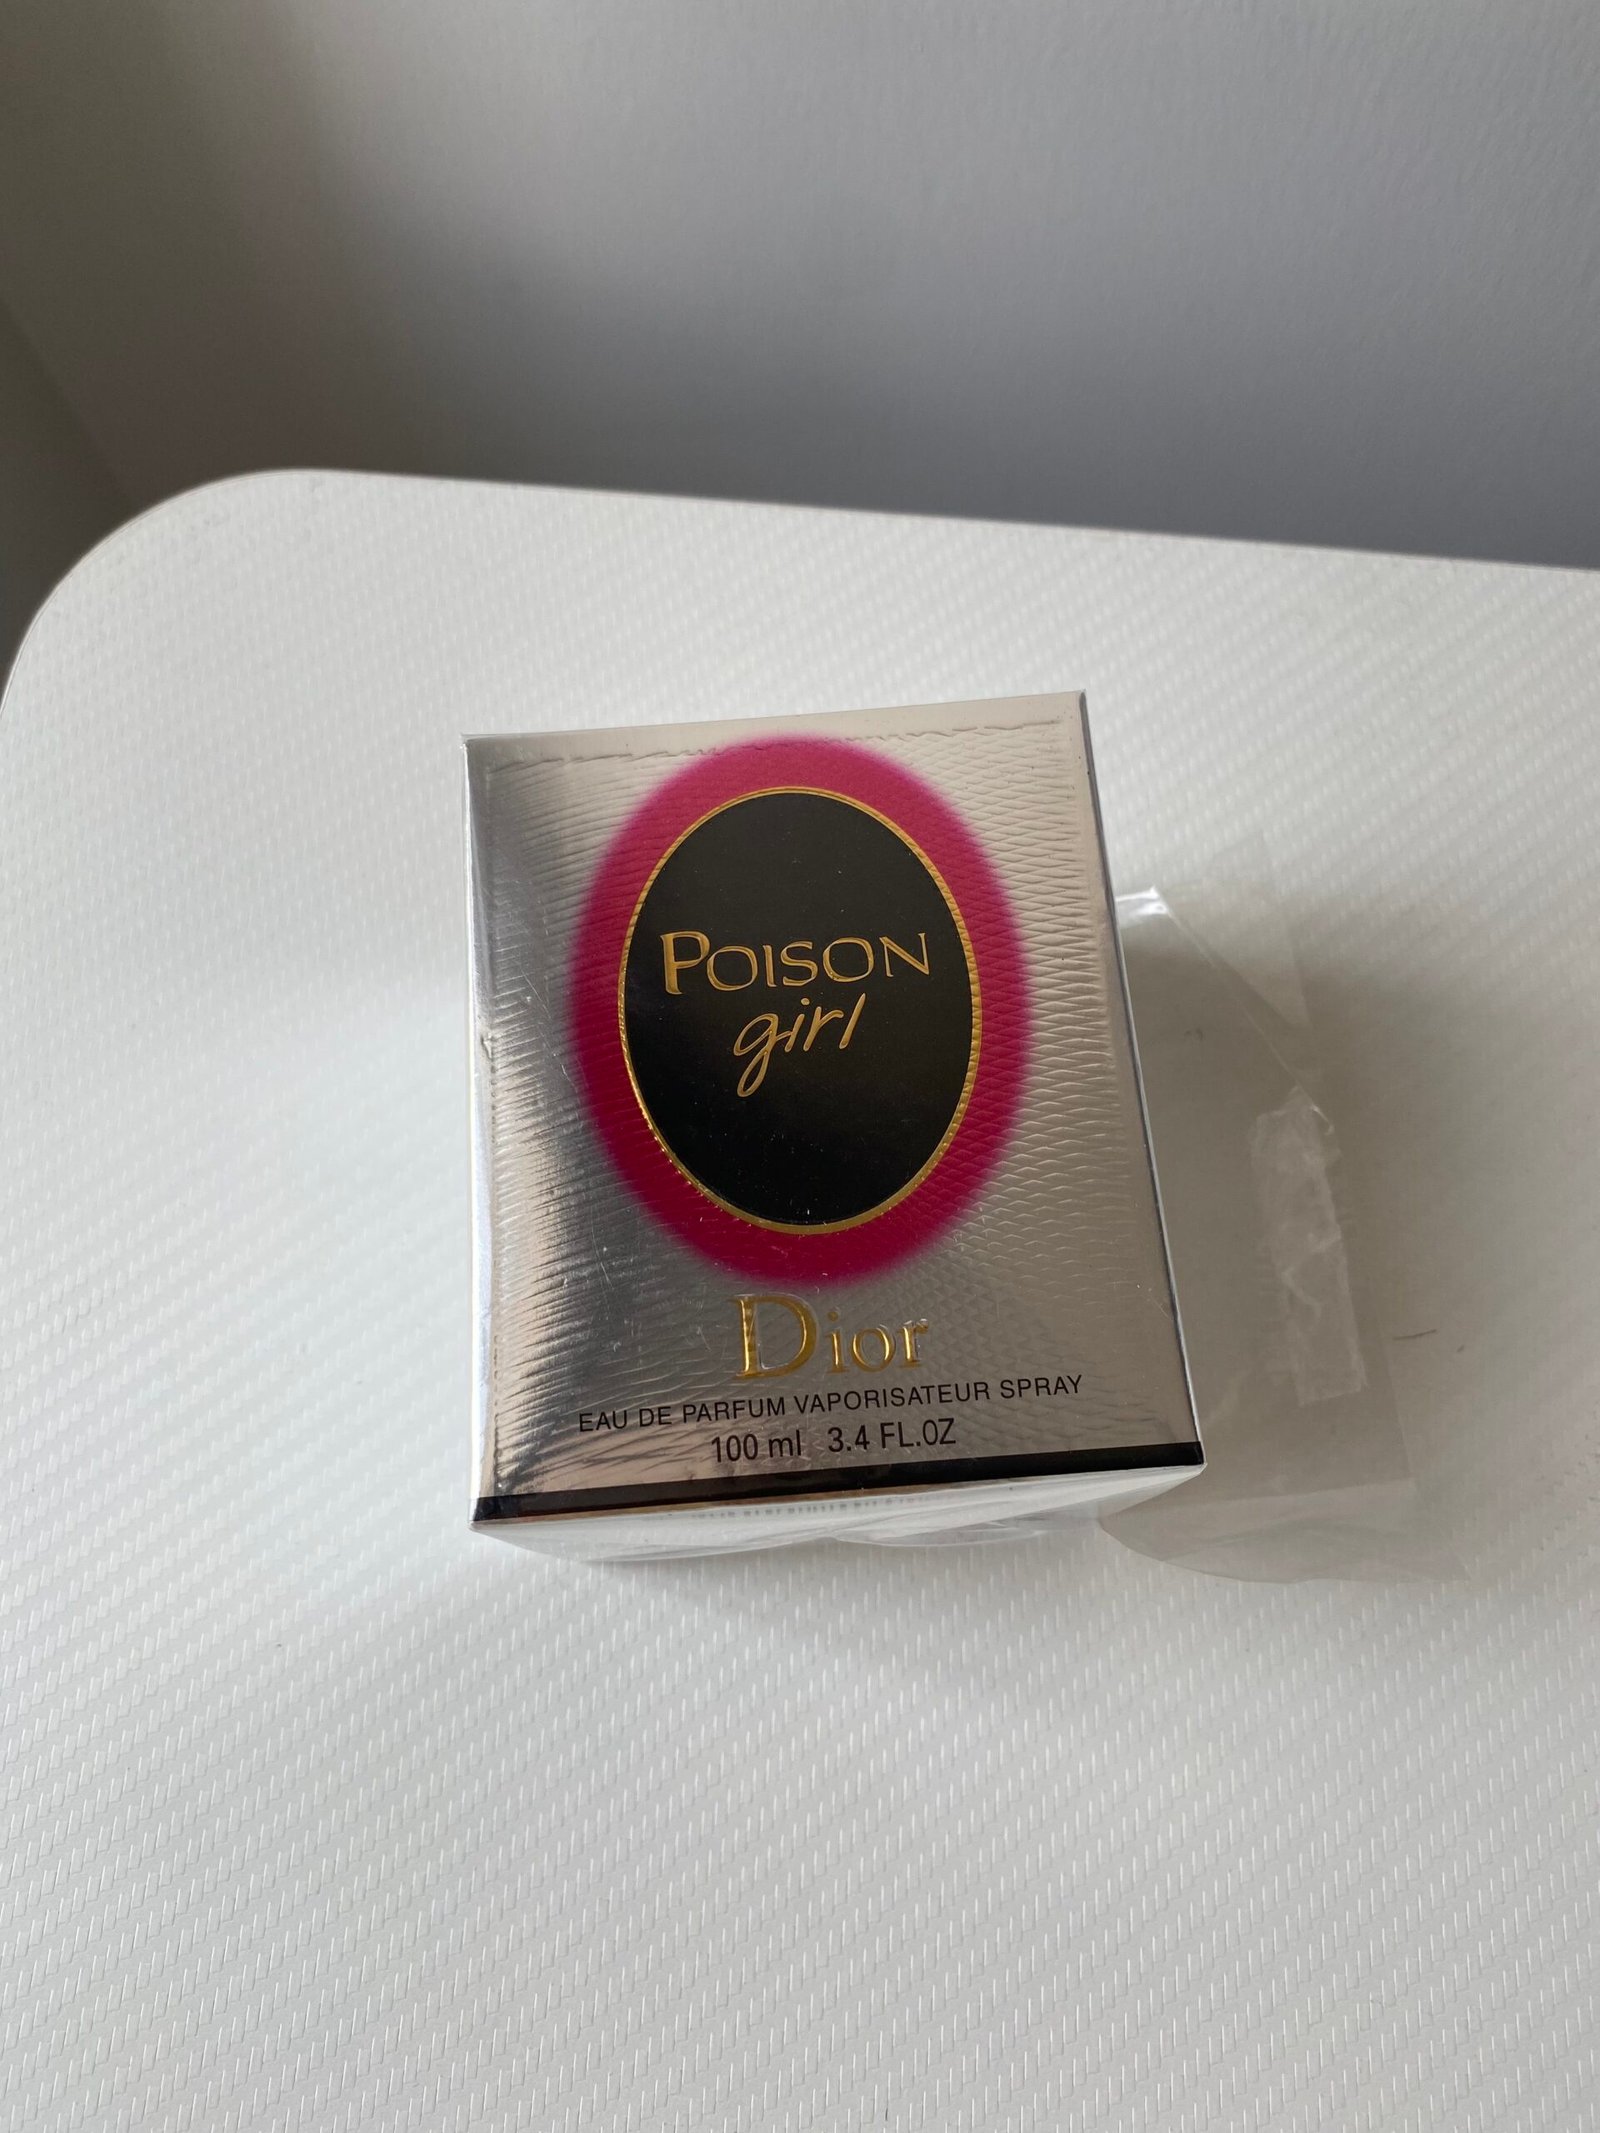 POISON
girl
Dior
EAU DE PARFUM VAPORISATEUR SPRAY
100 ml 3.4 FL.OZ